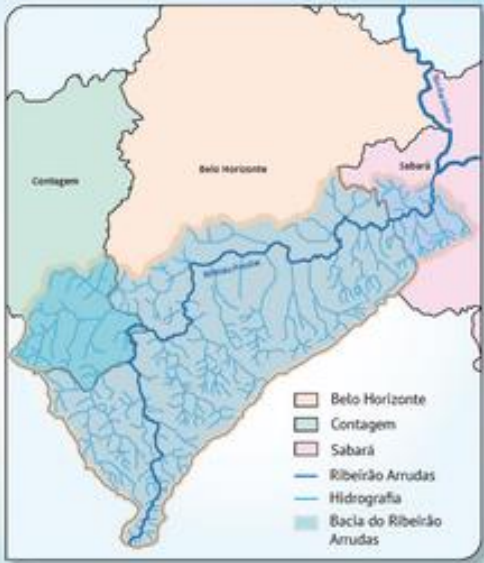 Contagem
Belo Horizonte
Sabará
Belo Horizonte
Contagem
Sabará
Ribeirão Arrudas
Hidrografia
Bacia do Ribeirão
Arrudas